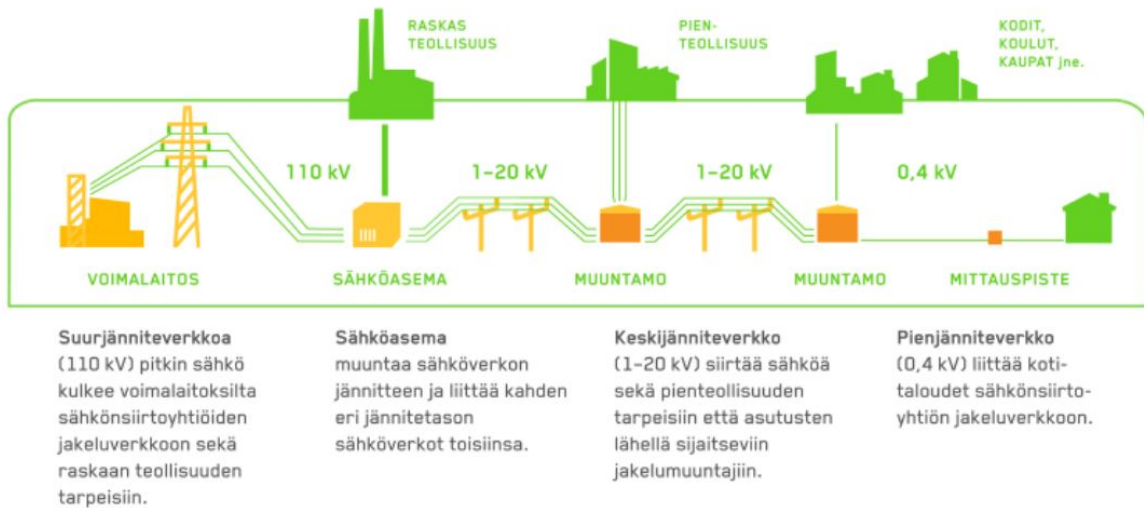 RASKAS
TEOLLISUUS
PIEN-
TEOLLISUUS
KODIT,
KOULUT,
KAUPAT jne.
110 kV
1–20 kV
1–20 kV
0,4 kV
VOIMALAITOS
SÄHKÖASEMA
MUUNTAMO
MUUNTAMO
MITTAUSPISTE
Suurjänniteverkkoa
(110 kV) pitkin sähkö
kulkee voimalaitoksilta
sähkönsiirtoyhtiöiden
jakeluverkkoon sekä
raskaan teollisuuden
tarpeisiin.
Sähköasema
muuntaa sähköverkon
jännitteen ja liittää kahden
eri jännitetason
sähköverkot toisiinsa.
Keskijänniteverkko
(1–20 kV) siirtää sähköä
sekä pienteollisuuden
tarpeisiin että asutusten
lähellä sijaitseviin
jakelumuuntajiin.
Pienjänniteverkko
(0,4 kV) liittää koti-
taloudet sähkönsiirto-
yhtiön jakeluverkkoon.